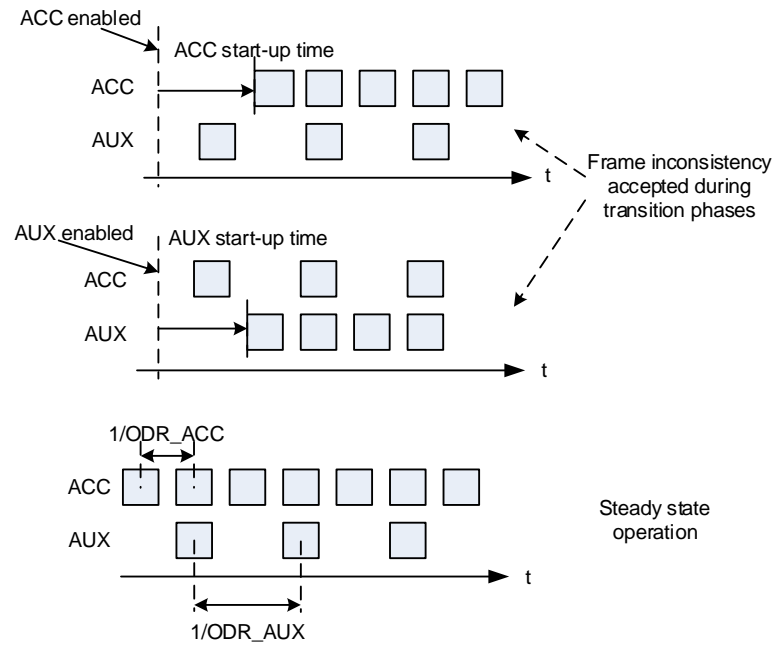 ACC enabled
ACC start-up time
ACC
AUX
t
Frame inconsistency
accepted during
transition phases
AUX enabled
AUX start-up time
ACC
AUX
t
1/ODR_ACC
ACC
AUX
Steady state
operation
t
1/ODR_AUX